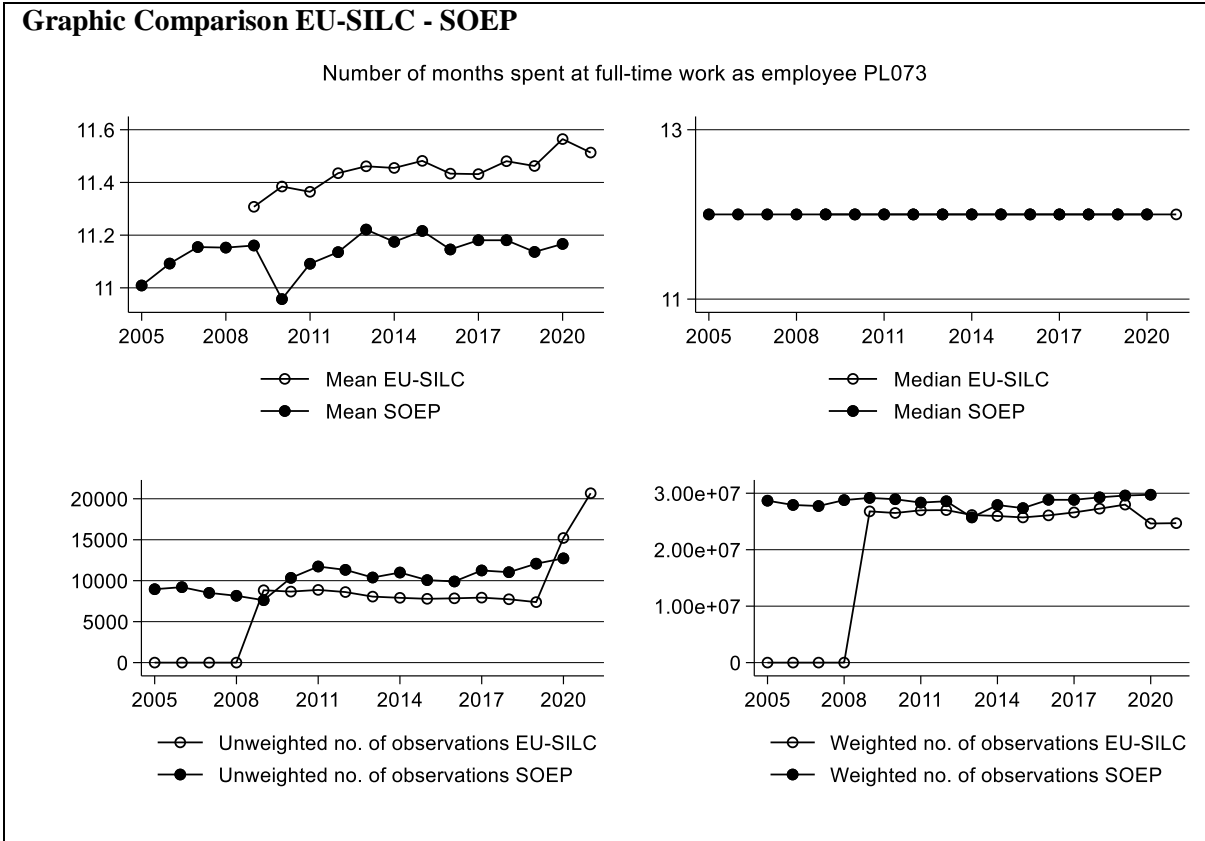 Graphic Comparison EU-SILC - SOEP
Number of months spent at full-time work as employee PL073
11.6
11.4
11.2
11
2005 2008 2011 2014 2017 2020
Mean EU-SILC
Mean SOEP
13
11
2005 2008 2011 2014 2017 2020
Median EU-SILC
Median SOEP
20000
15000
10000
5000
0
2005 2008 2011 2014 2017 2020
Unweighted no. of observations EU-SILC
Unweighted no. of observations SOEP
3.00e+07
2.00e+07
1.00e+07
0
2005 2008 2011 2014 2017 2020
Weighted no. of observations EU-SILC
Weighted no. of observations SOEP